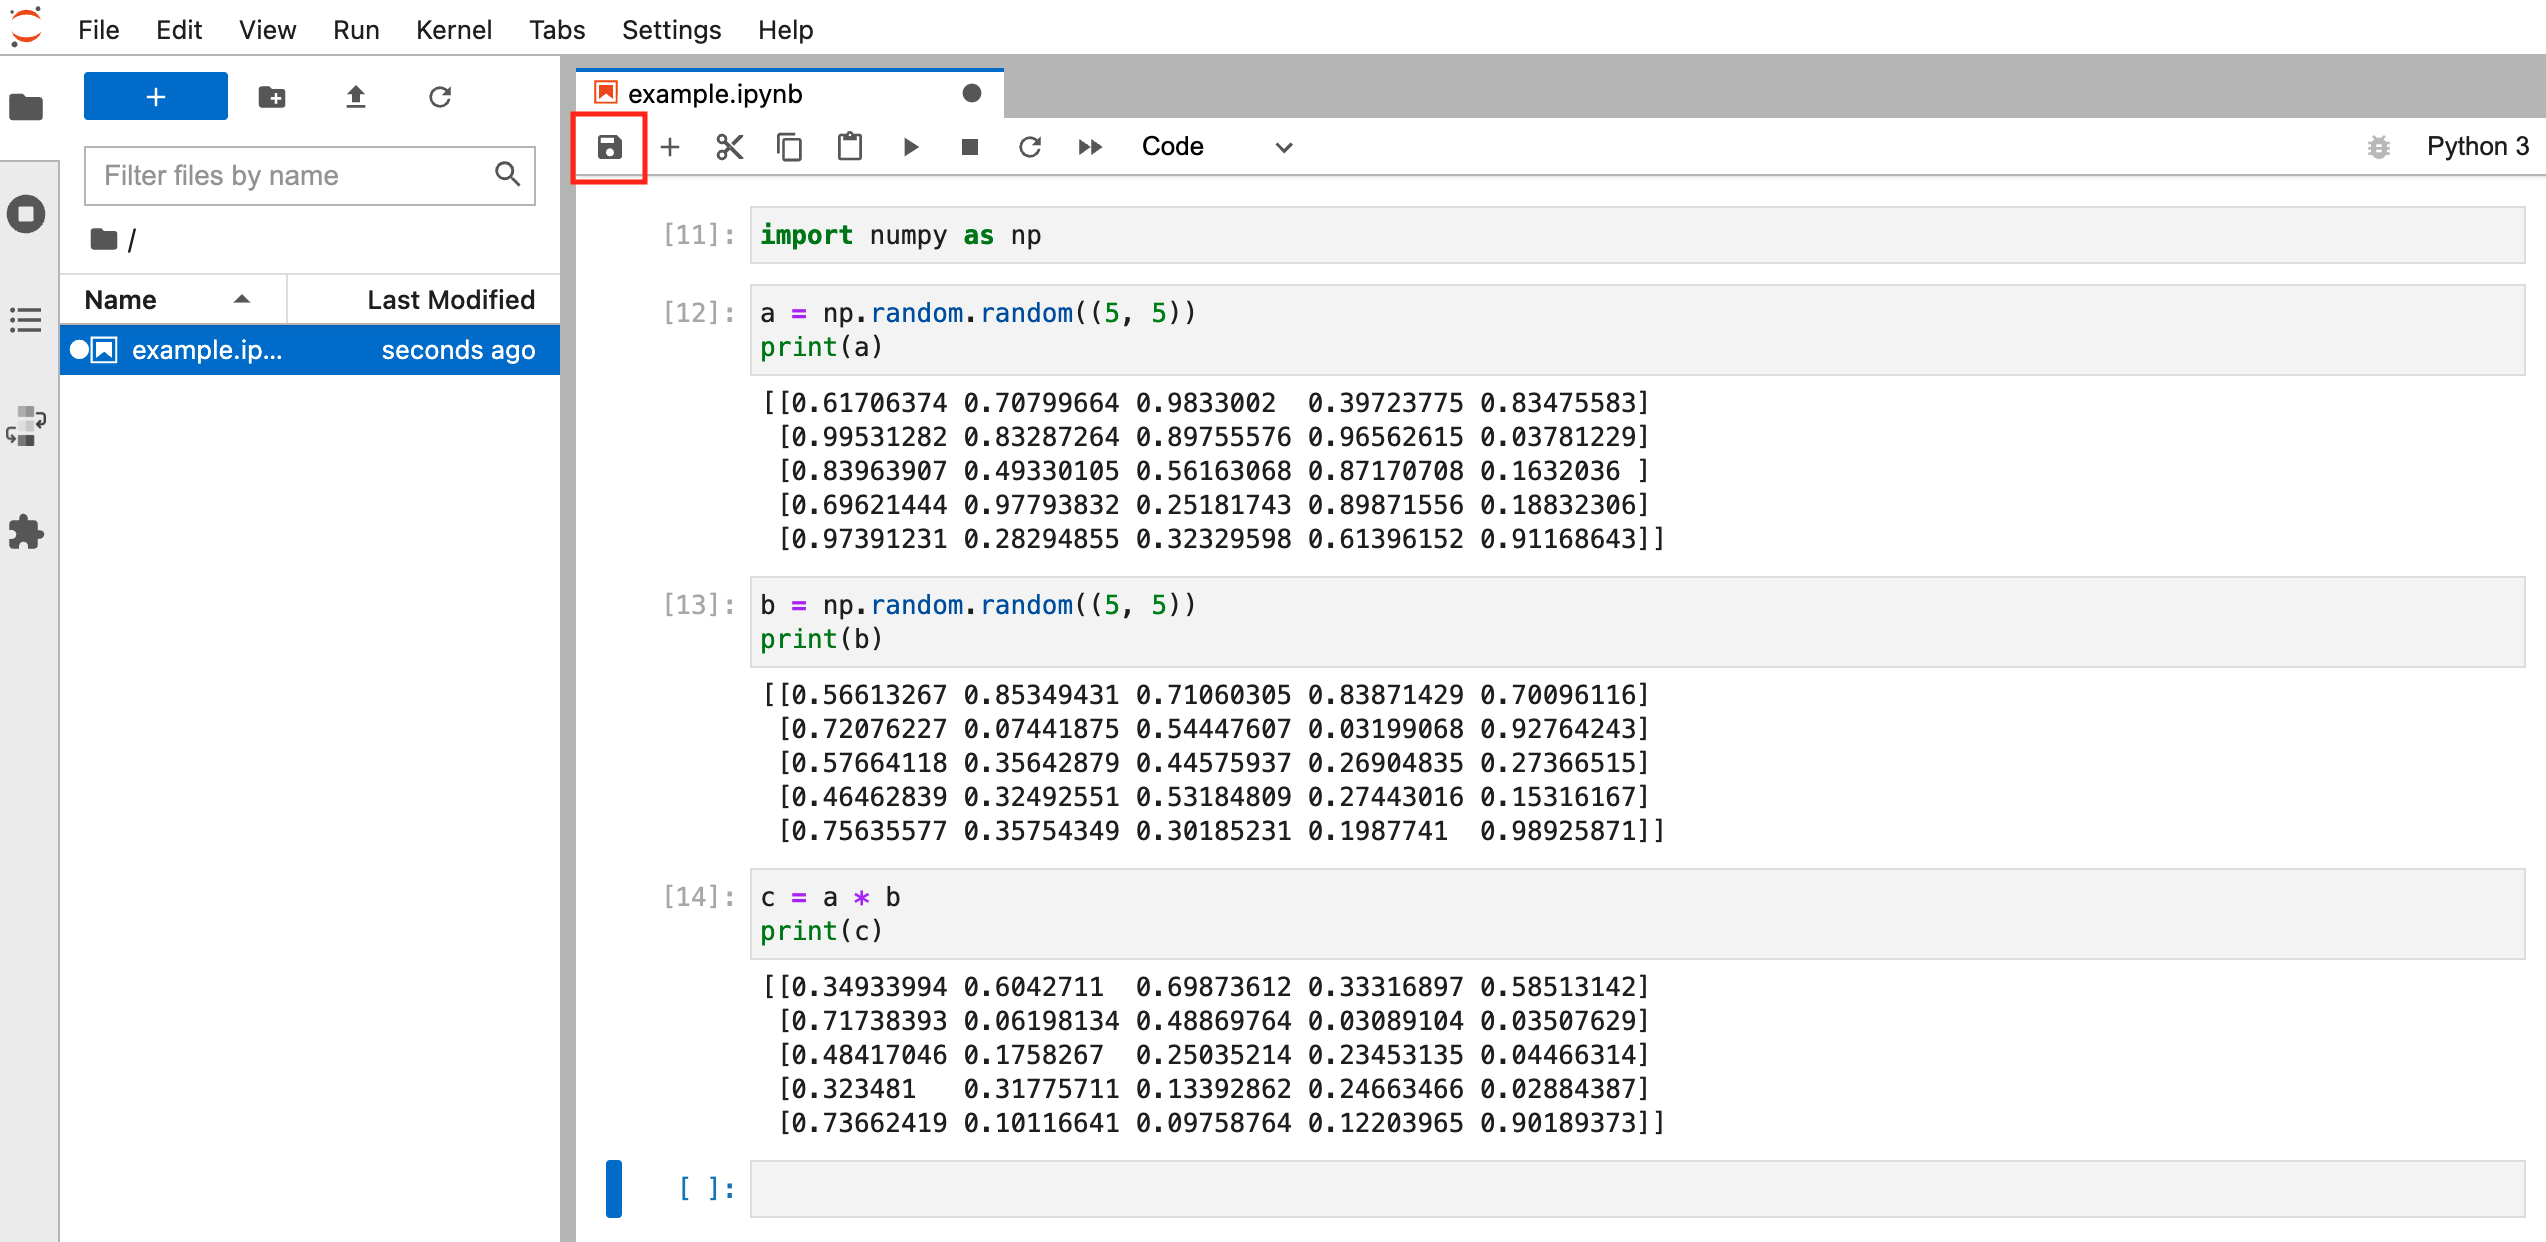 File Edit View Run Kernel Tabs Settings Help
+
Filter files by name
/
Name Last Modified
example.ip... seconds ago
example.ipynb
Code Python 3
[11]: import numpy as np
[12]: a = np.random.random((5, 5))
print(a)
[[0.61706374 0.70799664 0.9833002  0.39723775 0.83475583]
[0.99531282 0.83287264 0.89755576 0.96562615 0.03781229]
[0.83963907 0.49330105 0.56163068 0.87170708 0.1632036 ]
[0.69621444 0.97793832 0.25181743 0.89871556 0.18832306]
[0.97391231 0.28294855 0.32329598 0.61396152 0.91168643]]
[13]: b = np.random.random((5, 5))
print(b)
[[0.56613267 0.85349431 0.71060305 0.83871429 0.70096116]
[0.72076227 0.07441875 0.54447607 0.03199068 0.92764243]
[0.57664118 0.35642879 0.44575937 0.26904835 0.27366515]
[0.46462839 0.32492551 0.53184809 0.27443016 0.15316167]
[0.75635577 0.35754349 0.30185231 0.1987741  0.98925871]]
[14]: c = a * b
print(c)
[[0.34933994 0.6042711  0.69873612 0.33316897 0.58513142]
[0.71738393 0.06198134 0.48869764 0.03089104 0.03507629]
[0.48417046 0.1758267  0.25035214 0.23453135 0.04466314]
[0.323481   0.31775711 0.13392862 0.24663466 0.02884387]
[0.73662419 0.10116641 0.09758764 0.12203965 0.90189373]]
[ ]: